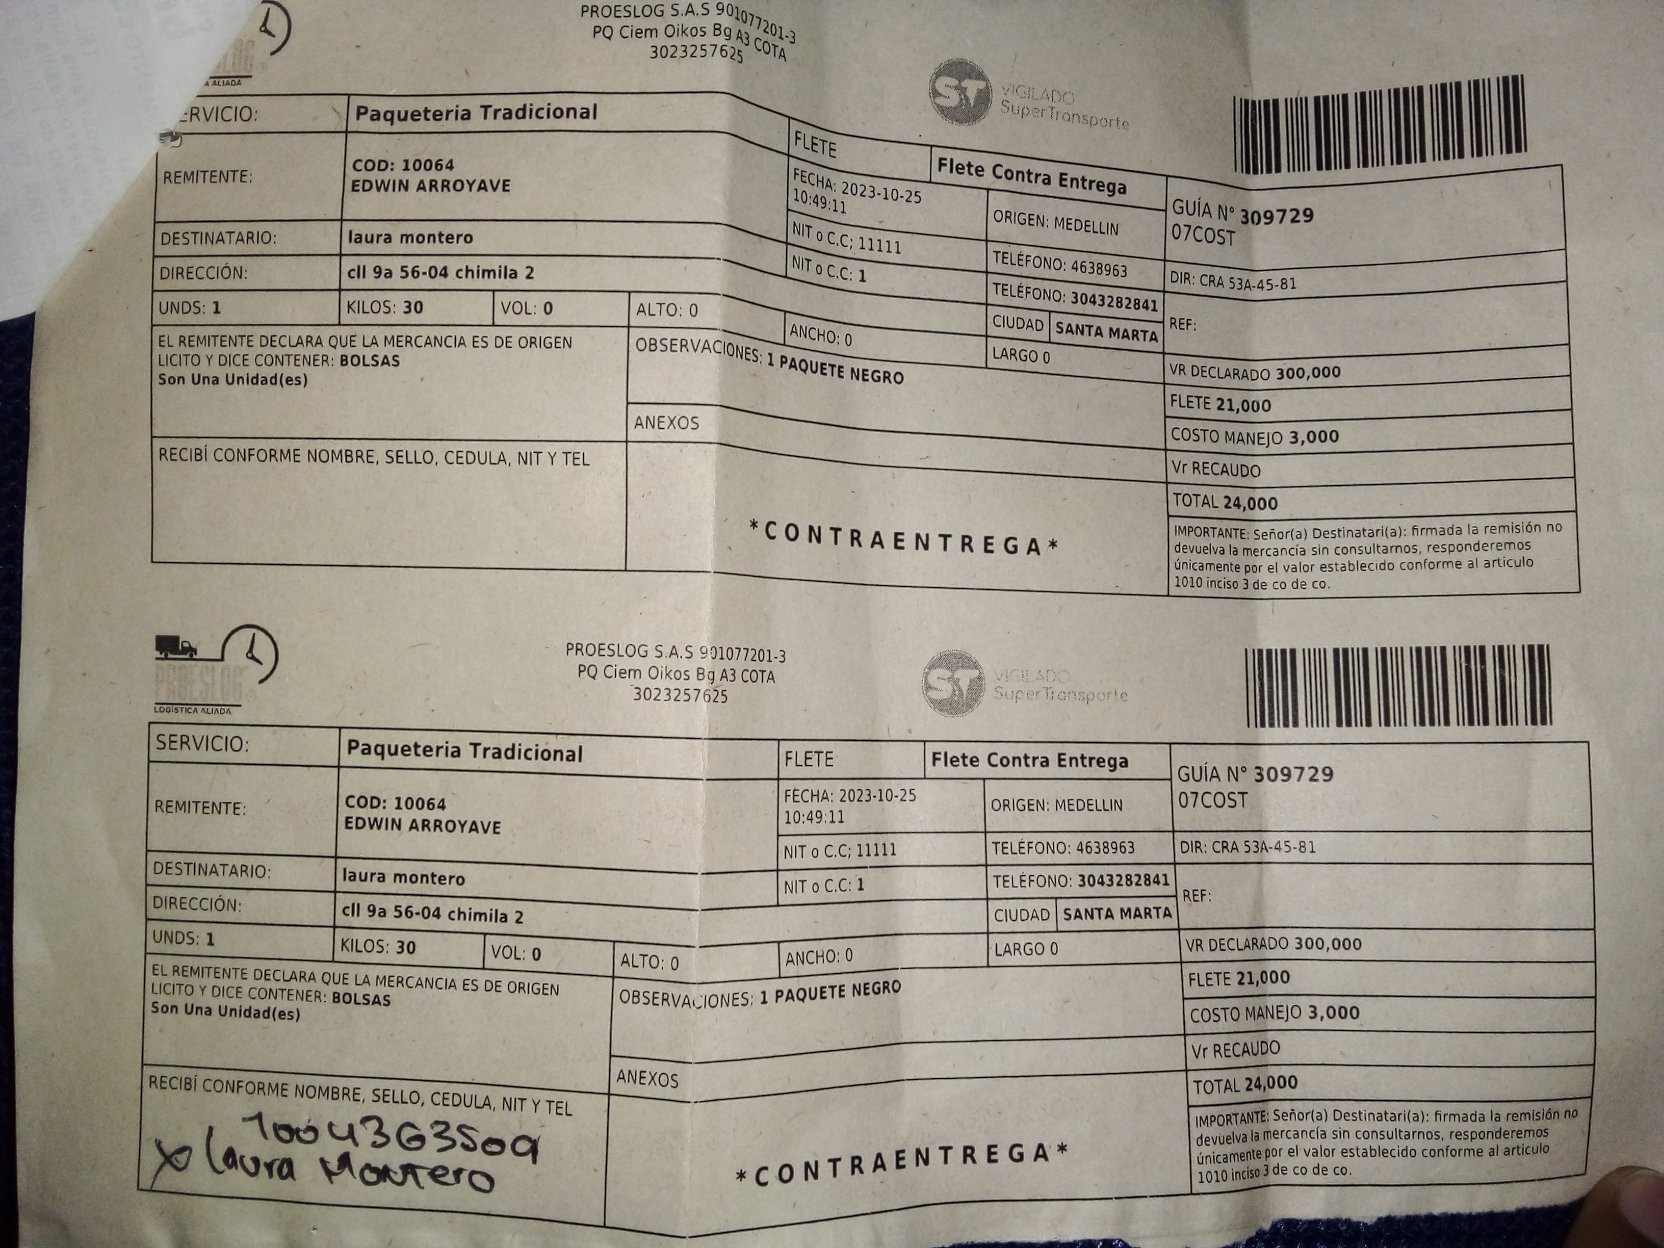 PROESLOG S.A.S 901077201-3
PQ Ciem Oikos Bg A3 COTA
3023257625
A ALIADA
ST VIGILADO
SuperTransporte
ERVICIO: Paqueteria Tradicional
FLETE Flete Contra Entrega
REMITENTE: COD: 10064
EDWIN ARROYAVE
FECHA: 2023-10-25
10:49:11
ORIGEN: MEDELLIN
GUÍA N° 309729
07COST
DESTINATARIO: laura montero
NIT o C.C; 11111
TELÉFONO: 4638963
DIR: CRA 53A-45-81
DIRECCIÓN: cll 9a 56-04 chimila 2
NIT o C.C: 1
TELÉFONO: 3043282841
CIUDAD SANTA MARTA
REF:
UNDS: 1 KILOS: 30 VOL: 0 ALTO: 0 ANCHO: 0 LARGO 0
EL REMITENTE DECLARA QUE LA MERCANCIA ES DE ORIGEN
LICITO Y DICE CONTENER: BOLSAS
Son Una Unidad(es)
OBSERVACIONES: 1 PAQUETE NEGRO
ANEXOS
VR DECLARADO 300,000
FLETE 21,000
COSTO MANEJO 3,000
Vr RECAUDO
TOTAL 24,000
RECIBÍ CONFORME NOMBRE, SELLO, CEDULA, NIT Y TEL
*CONTRAENTREGA*
IMPORTANTE: Señor(a) Destinatari(a): firmada la remisión no
devuelva la mercancía sin consultarnos, responderemos
únicamente por el valor establecido conforme al articulo
1010 inciso 3 de co de co.
PROESLOG
LOGÍSTICA ALIADA
PROESLOG S.A.S 901077201-3
PQ Ciem Oikos Bg A3 COTA
3023257625
ST VIGILADO
SuperTransporte
SERVICIO: Paqueteria Tradicional
FLETE Flete Contra Entrega
REMITENTE: COD: 10064
EDWIN ARROYAVE
FECHA: 2023-10-25
10:49:11
ORIGEN: MEDELLIN
GUÍA N° 309729
07COST
DESTINATARIO: laura montero
NIT o C.C; 11111
TELÉFONO: 4638963
DIR: CRA 53A-45-81
DIRECCIÓN: cll 9a 56-04 chimila 2
NIT o C.C: 1
TELÉFONO: 3043282841
CIUDAD SANTA MARTA
REF:
UNDS: 1 KILOS: 30 VOL: 0 ALTO: 0 ANCHO: 0 LARGO 0
EL REMITENTE DECLARA QUE LA MERCANCIA ES DE ORIGEN
LICITO Y DICE CONTENER: BOLSAS
Son Una Unidad(es)
OBSERVACIONES: 1 PAQUETE NEGRO
ANEXOS
VR DECLARADO 300,000
FLETE 21,000
COSTO MANEJO 3,000
Vr RECAUDO
TOTAL 24,000
RECIBÍ CONFORME NOMBRE, SELLO, CEDULA, NIT Y TEL
1004363509
x Laura Montero
*CONTRAENTREGA*
IMPORTANTE: Señor(a) Destinatari(a): firmada la remisión no
devuelva la mercancía sin consultarnos, responderemos
únicamente por el valor establecido conforme al articulo
1010 inciso 3 de co de co.